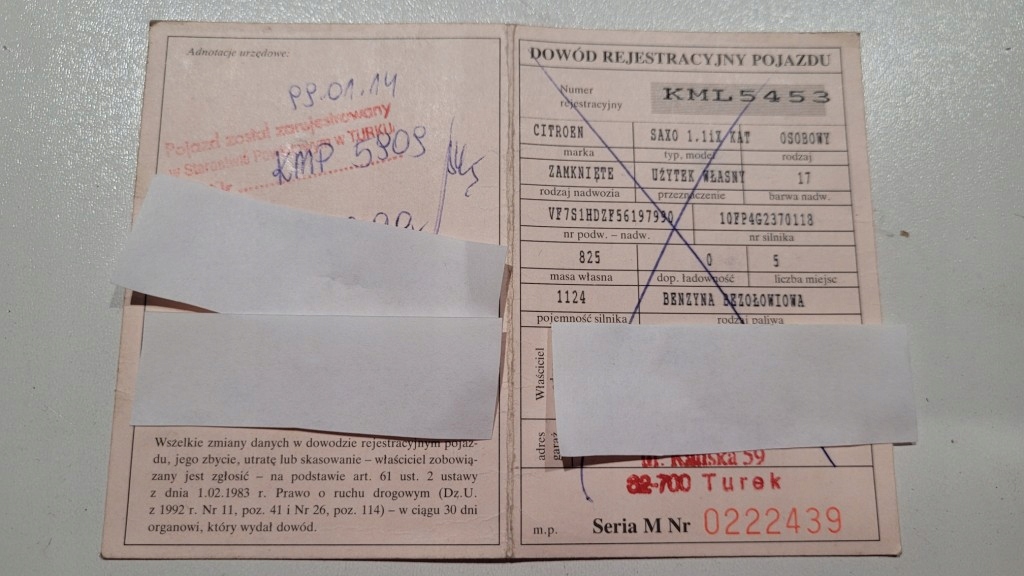 Adnotacje urzędowe:
99.01.14
Pojazd został zarejestrowany
w Starostwie Powiatowym w TURKU
Nr
KMP 5909
DOWÓD REJESTRACYJNY POJAZDU
Numer rejestracyjny KML5453
CITROEN SAXO 1.1iX KAT OSOBOWY
marka typ, model rodzaj
ZAMKNIĘTE UŻYTEK WŁASNY 17
rodzaj nadwozia przeznaczenie barwa nadw.
VF7S1HDZF56197990 10FP4G2370118
nr podw. – nadw. nr silnika
825 0 5
masa własna dop. ładowność liczba miejsc
1124 BENZYNA BEZOŁOWIOWA
pojemność silnika rodzaj paliwa
Właściciel
adres
Wszelkie zmiany danych w dowodzie rejestracyjnym pojaz-
du, jego zbycie, utratę lub skasowanie – właściciel zobowią-
zany jest zgłosić – na podstawie art. 61 ust. 2 ustawy
z dnia 1.02.1983 r. Prawo o ruchu drogowym (Dz.U.
z 1992 r. Nr 11, poz. 41 i Nr 26, poz. 114) – w ciągu 30 dni
organowi, który wydał dowód.
ul. Kaliska 59
62-700 Turek
m.p. Seria M Nr 0222439